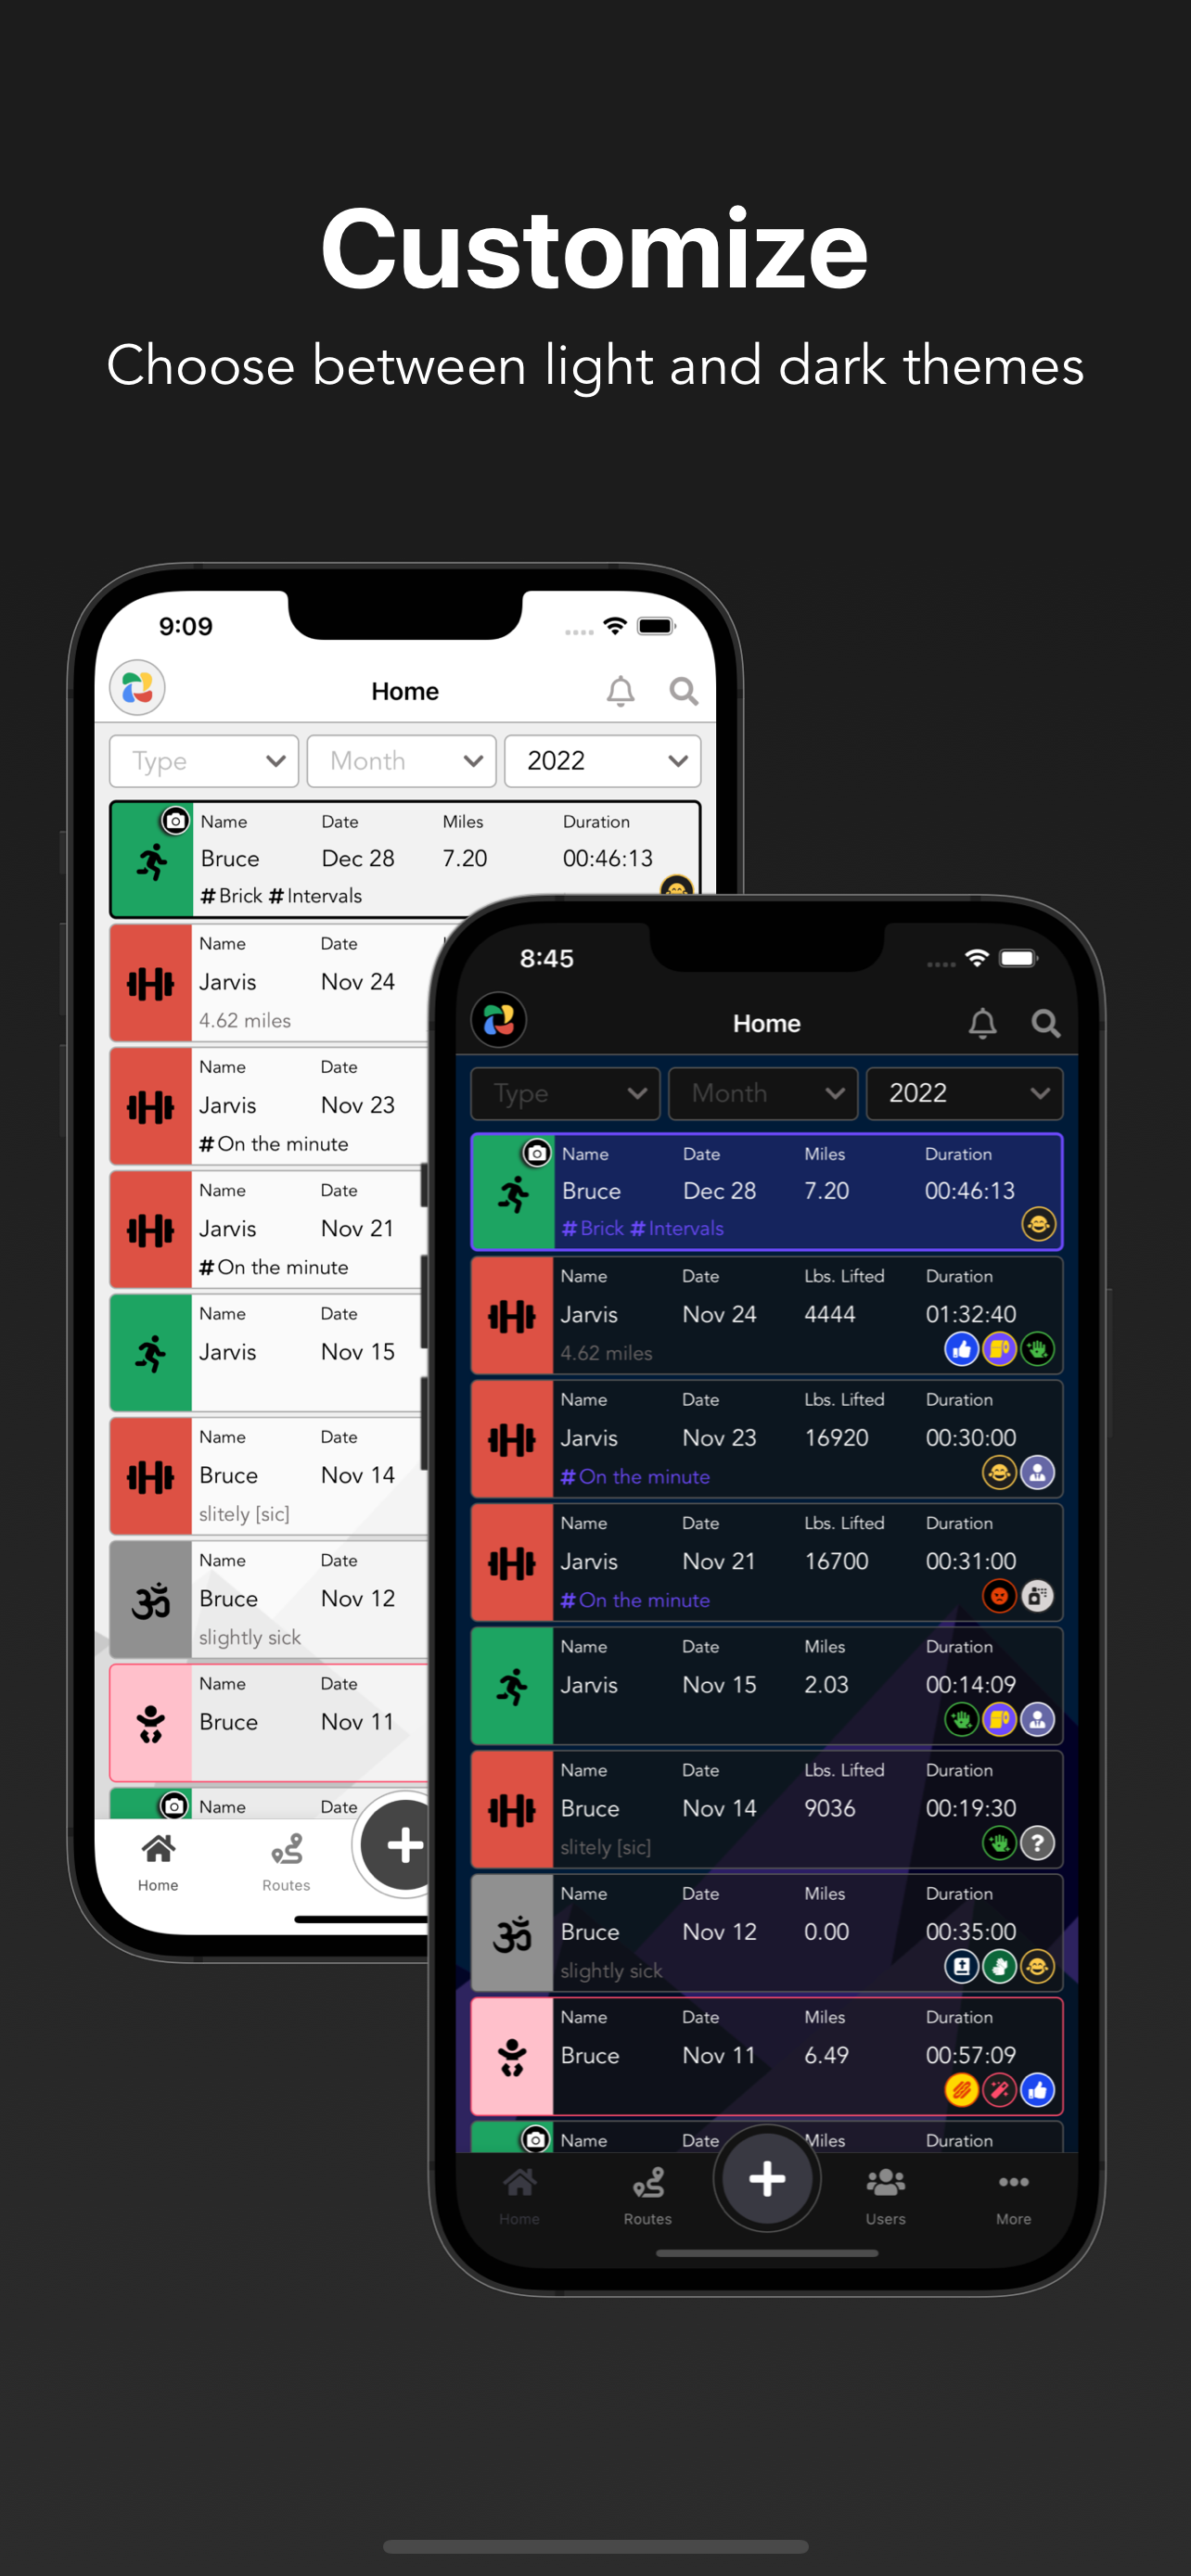 Customize
Choose between light and dark themes
9:09
Home
Type Month 2022
Name Date Miles Duration
Bruce Dec 28 7.20 00:46:13
#Brick #Intervals
Name Date
Jarvis Nov 24
4.62 miles
Name Date
Jarvis Nov 23
#On the minute
Name Date
Jarvis Nov 21
#On the minute
Name Date
Jarvis Nov 15
Name Date
Bruce Nov 14
slitely [sic]
Name Date
Bruce Nov 12
slightly sick
Name Date
Bruce Nov 11
Name Date
Home Routes
8:45
Home
Type Month 2022
Name Date Miles Duration
Bruce Dec 28 7.20 00:46:13
#Brick #Intervals
Name Date Lbs. Lifted Duration
Jarvis Nov 24 4444 01:32:40
4.62 miles
Name Date Lbs. Lifted Duration
Jarvis Nov 23 16920 00:30:00
#On the minute
Name Date Lbs. Lifted Duration
Jarvis Nov 21 16700 00:31:00
#On the minute
Name Date Miles Duration
Jarvis Nov 15 2.03 00:14:09
Name Date Lbs. Lifted Duration
Bruce Nov 14 9036 00:19:30
slitely [sic]
Name Date Miles Duration
Bruce Nov 12 0.00 00:35:00
slightly sick
Name Date Miles Duration
Bruce Nov 11 6.49 00:57:09
Name Date Miles Duration
Home Routes Users More